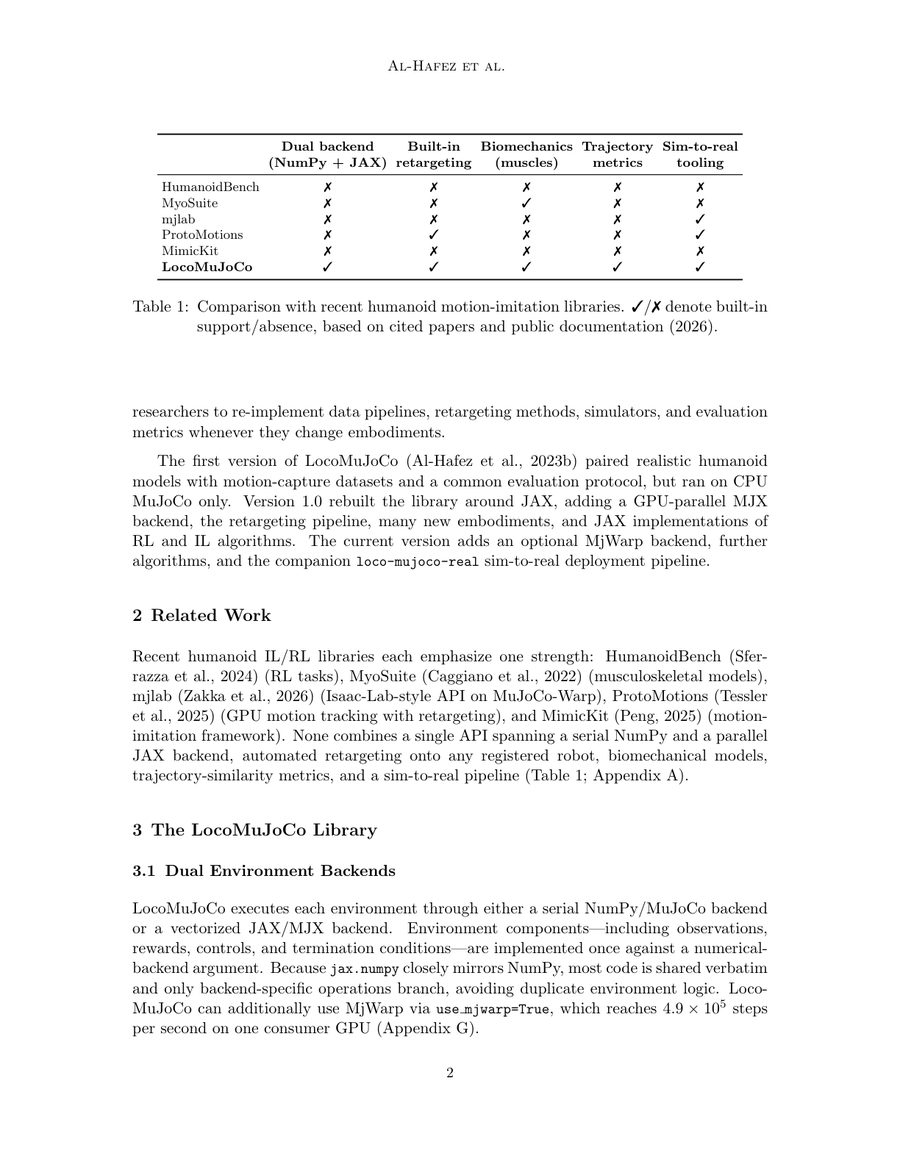 AL-HAFEZ ET AL.
Dual backend Built-in Biomechanics Trajectory Sim-to-real
(NumPy + JAX) retargeting (muscles) metrics tooling
HumanoidBench ✗ ✗ ✗ ✗ ✗
MyoSuite ✗ ✗ ✓ ✗ ✗
mjlab ✗ ✗ ✗ ✗ ✓
ProtoMotions ✗ ✓ ✗ ✗ ✓
MimicKit ✗ ✗ ✗ ✗ ✗
LocoMuJoCo ✓ ✓ ✓ ✓ ✓
Table 1: Comparison with recent humanoid motion-imitation libraries. ✓/✗ denote built-in
support/absence, based on cited papers and public documentation (2026).
researchers to re-implement data pipelines, retargeting methods, simulators, and evaluation
metrics whenever they change embodiments.
The first version of LocoMuJoCo (Al-Hafez et al., 2023b) paired realistic humanoid
models with motion-capture datasets and a common evaluation protocol, but ran on CPU
MuJoCo only. Version 1.0 rebuilt the library around JAX, adding a GPU-parallel MJX
backend, the retargeting pipeline, many new embodiments, and JAX implementations of
RL and IL algorithms. The current version adds an optional MjWarp backend, further
algorithms, and the companion loco-mujoco-real sim-to-real deployment pipeline.
2 Related Work
Recent humanoid IL/RL libraries each emphasize one strength: HumanoidBench (Sfer-
razza et al., 2024) (RL tasks), MyoSuite (Caggiano et al., 2022) (musculoskeletal models),
mjlab (Zakka et al., 2026) (Isaac-Lab-style API on MuJoCo-Warp), ProtoMotions (Tessler
et al., 2025) (GPU motion tracking with retargeting), and MimicKit (Peng, 2025) (motion-
imitation framework). None combines a single API spanning a serial NumPy and a parallel
JAX backend, automated retargeting onto any registered robot, biomechanical models,
trajectory-similarity metrics, and a sim-to-real pipeline (Table 1; Appendix A).
3 The LocoMuJoCo Library
3.1 Dual Environment Backends
LocoMuJoCo executes each environment through either a serial NumPy/MuJoCo backend
or a vectorized JAX/MJX backend. Environment components—including observations,
rewards, controls, and termination conditions—are implemented once against a numerical-
backend argument. Because jax.numpy closely mirrors NumPy, most code is shared verbatim
and only backend-specific operations branch, avoiding duplicate environment logic. Loco-
MuJoCo can additionally use MjWarp via use_mjwarp=True, which reaches 4.9 × 10⁵ steps
per second on one consumer GPU (Appendix G).
2